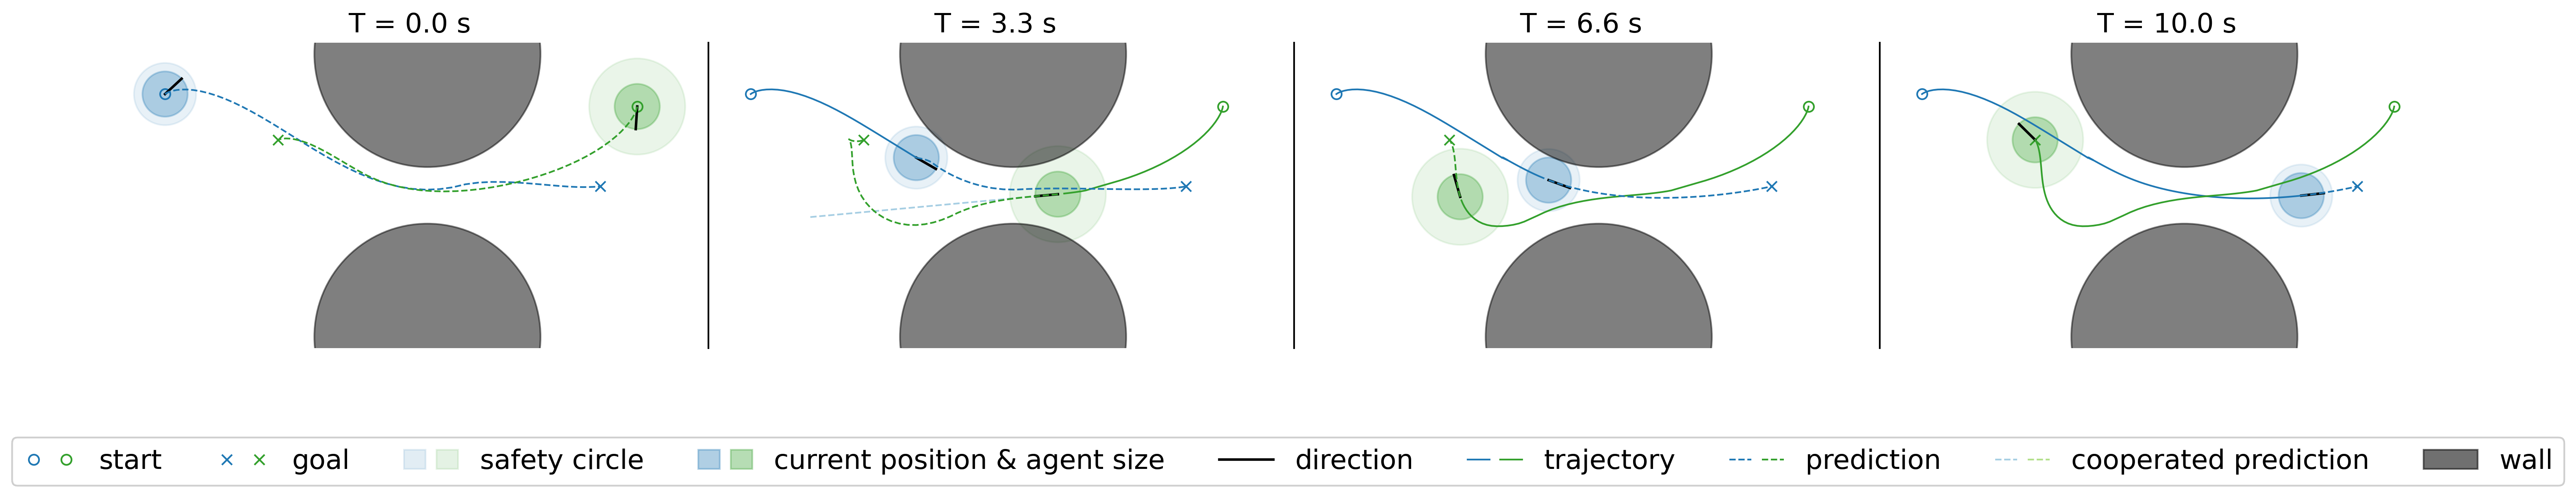 T = 0.0 s
T = 3.3 s
T = 6.6 s
T = 10.0 s
start goal safety circle current position & agent size direction trajectory prediction cooperated prediction wall